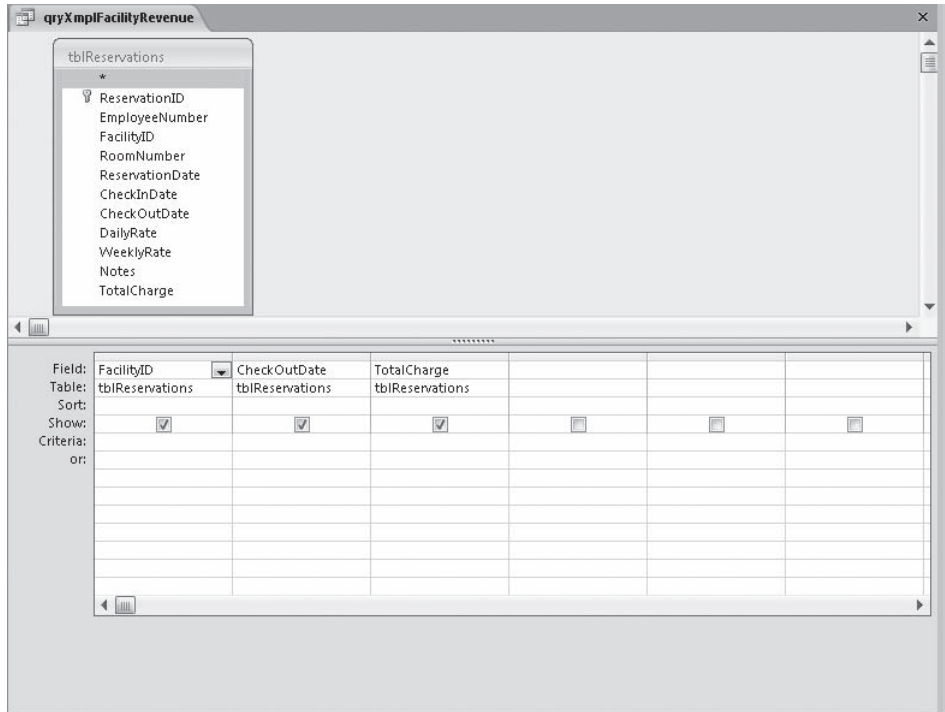 qryXmplFacilityRevenue
tblReservations
*
ReservationID
EmployeeNumber
FacilityID
RoomNumber
ReservationDate
CheckInDate
CheckOutDate
DailyRate
WeeklyRate
Notes
TotalCharge
Field: FacilityID CheckOutDate TotalCharge
Table: tblReservations tblReservations tblReservations
Sort:
Show:
Criteria:
or: